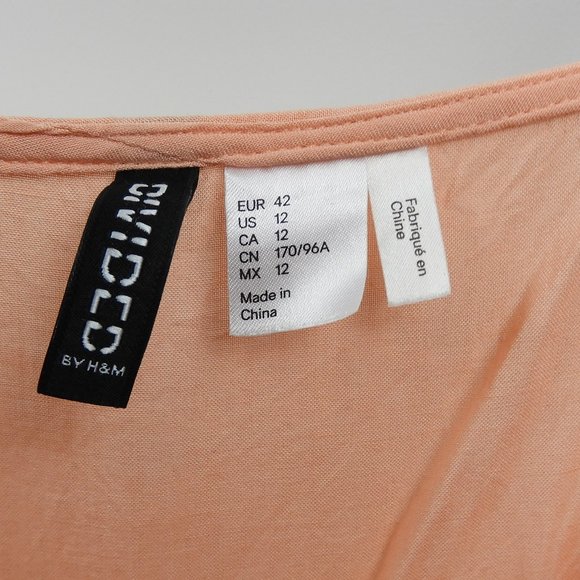 DIVIDED
BY H&M
EUR 42
US 12
CA 12
CN 170/96A
MX 12
Made in
China
Fabriqué en
Chine